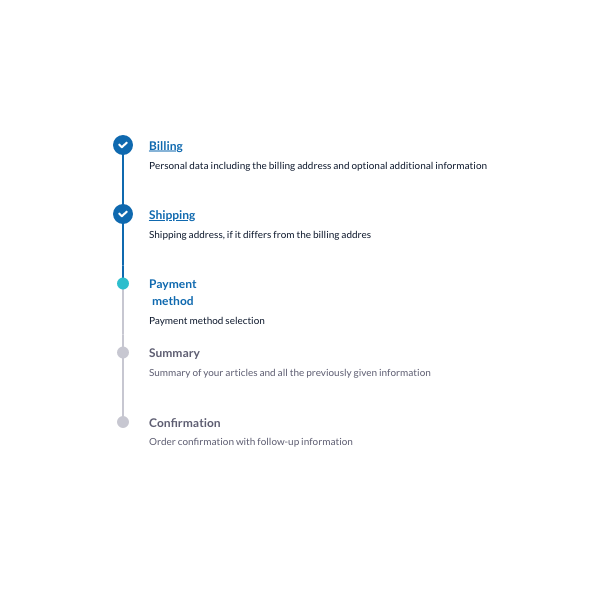 Billing
Personal data including the billing address and optional additional information
Shipping
Shipping address, if it differs from the billing addres
Payment
method
Payment method selection
Summary
Summary of your articles and all the previously given information
Confirmation
Order confirmation with follow-up information